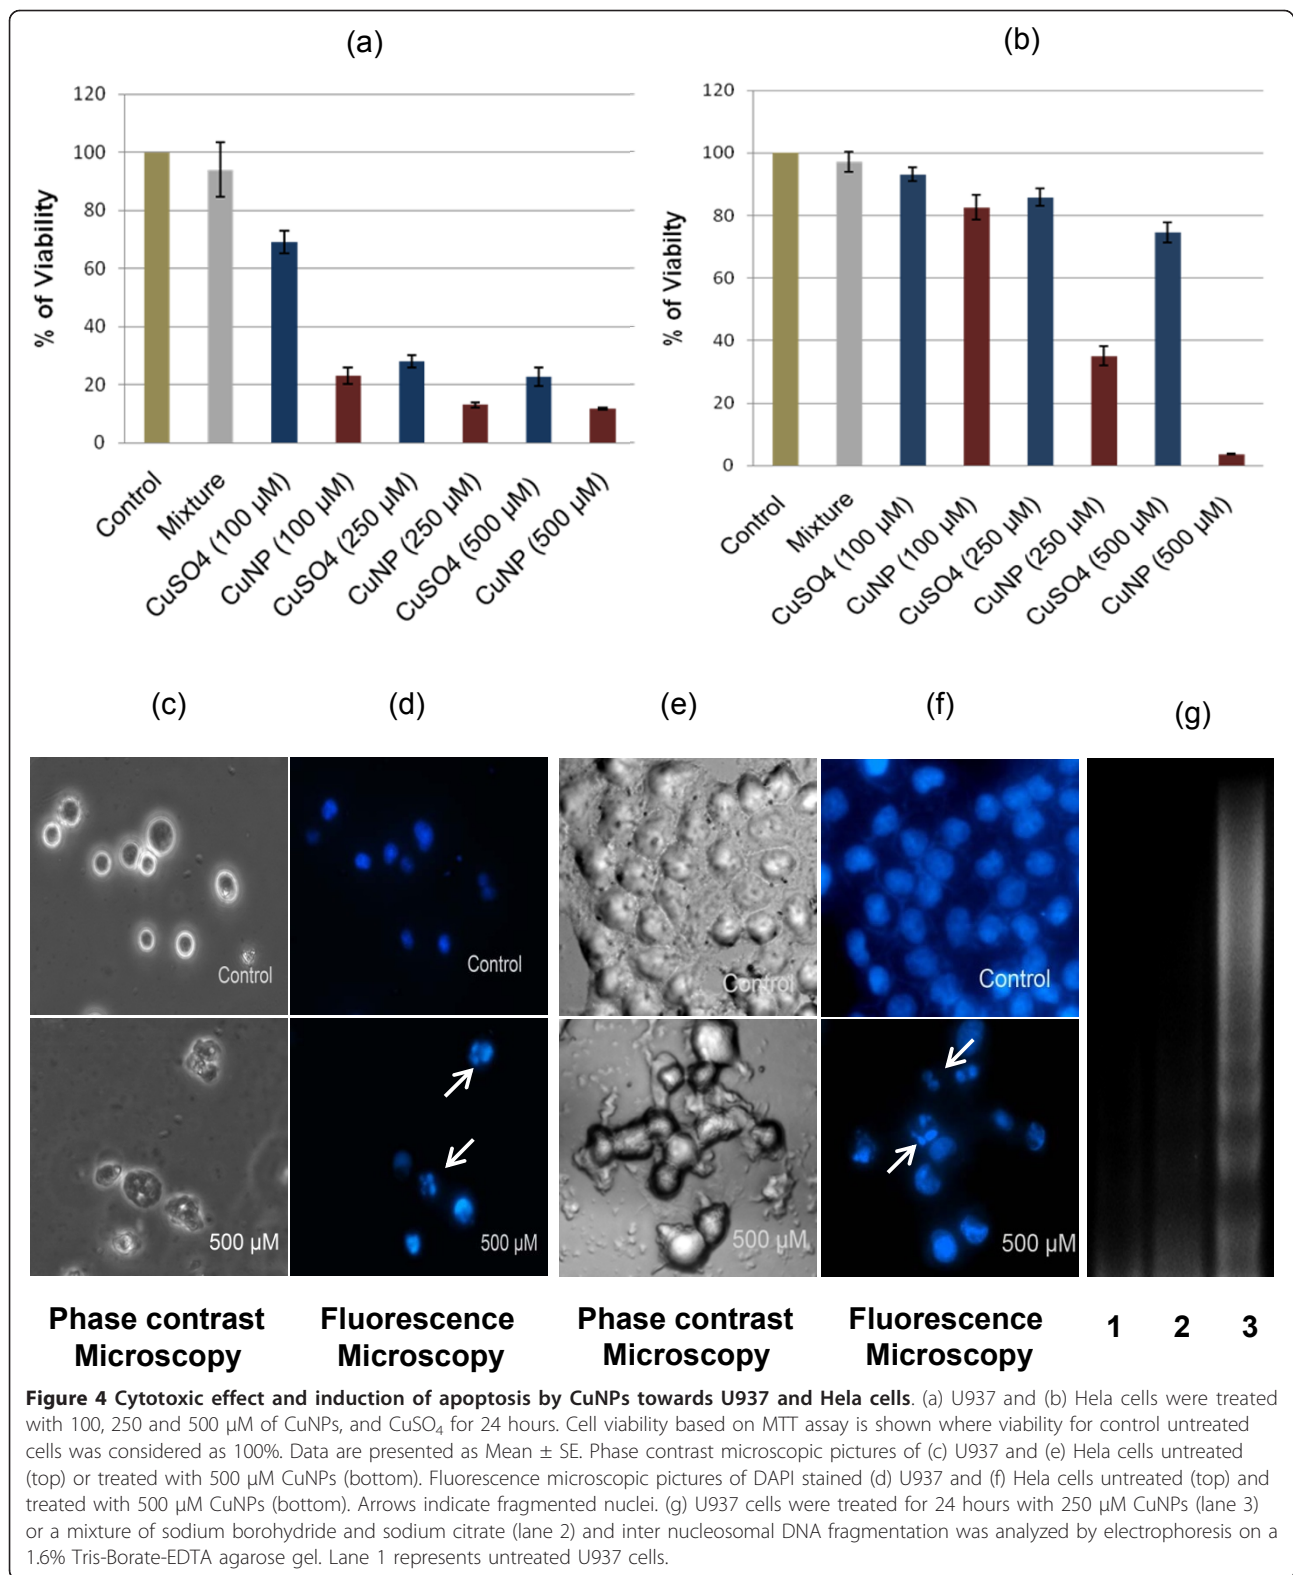 (a)
120
100
80
60
40
20
0
% of Viability
Control
Mixture
CuSO4 (100 µM)
CuNP (100 µM)
CuSO4 (250 µM)
CuNP (250 µM)
CuSO4 (500 µM)
CuNP (500 µM)
(b)
120
100
80
60
40
20
0
% of Viabilty
Control
Mixture
CuSO4 (100 µM)
CuNP (100 µM)
CuSO4 (250 µM)
CuNP (250 µM)
CuSO4 (500 µM)
CuNP (500 µM)
(c)
(d)
(e)
(f)
(g)
Control
Control
Control
Control
500 µM
500 µM
500 µM
500 µM
Phase contrast
Microscopy
Fluorescence
Microscopy
Phase contrast
Microscopy
Fluorescence
Microscopy
1 2 3
Figure 4 Cytotoxic effect and induction of apoptosis by CuNPs towards U937 and Hela cells. (a) U937 and (b) Hela cells were treated
with 100, 250 and 500 µM of CuNPs, and CuSO₄ for 24 hours. Cell viability based on MTT assay is shown where viability for control untreated
cells was considered as 100%. Data are presented as Mean ± SE. Phase contrast microscopic pictures of (c) U937 and (e) Hela cells untreated
(top) or treated with 500 µM CuNPs (bottom). Fluorescence microscopic pictures of DAPI stained (d) U937 and (f) Hela cells untreated (top) and
treated with 500 µM CuNPs (bottom). Arrows indicate fragmented nuclei. (g) U937 cells were treated for 24 hours with 250 µM CuNPs (lane 3)
or a mixture of sodium borohydride and sodium citrate (lane 2) and inter nucleosomal DNA fragmentation was analyzed by electrophoresis on a
1.6% Tris-Borate-EDTA agarose gel. Lane 1 represents untreated U937 cells.